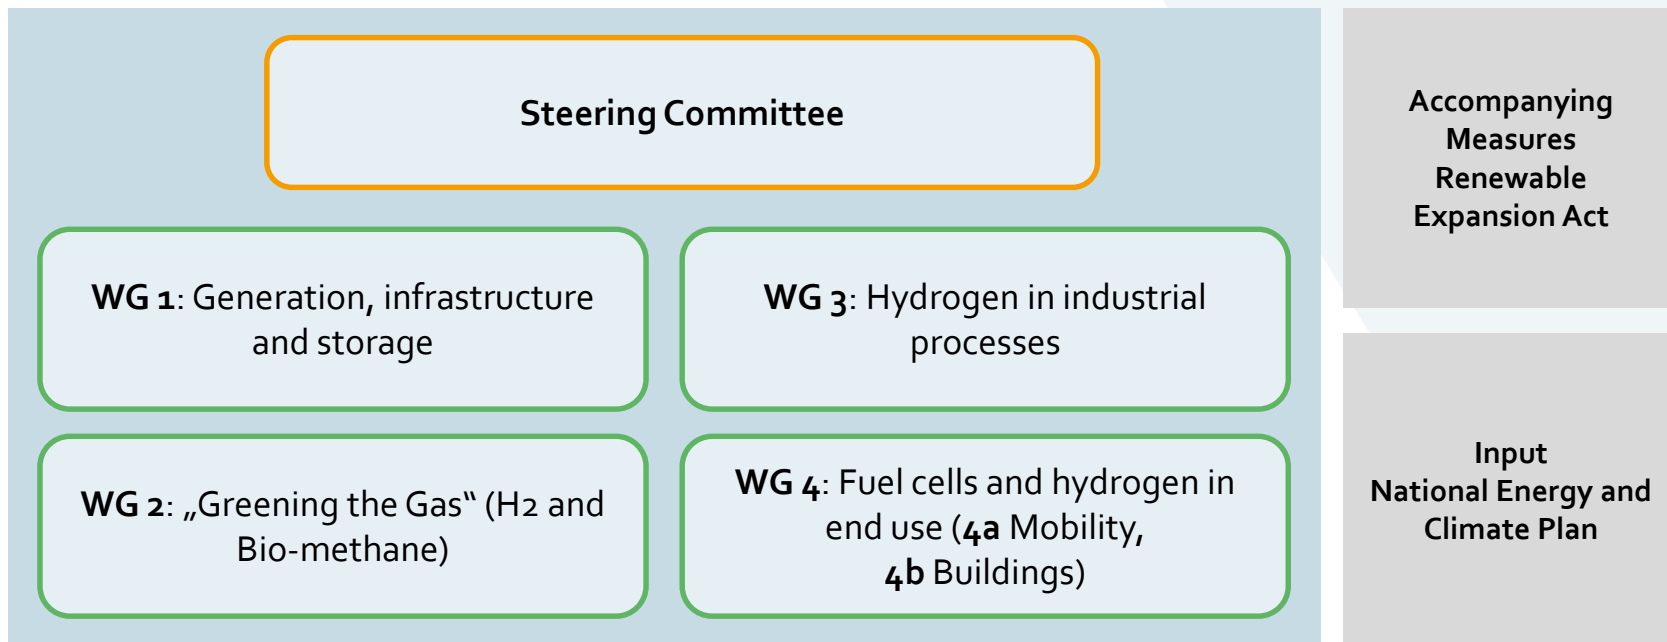 Steering Committee
WG 1: Generation, infrastructure
and storage
WG 3: Hydrogen in industrial
processes
WG 2: „Greening the Gas“ (H2 and
Bio-methane)
WG 4: Fuel cells and hydrogen in
end use (4a Mobility,
4b Buildings)
Accompanying
Measures
Renewable
Expansion Act
Input
National Energy and
Climate Plan